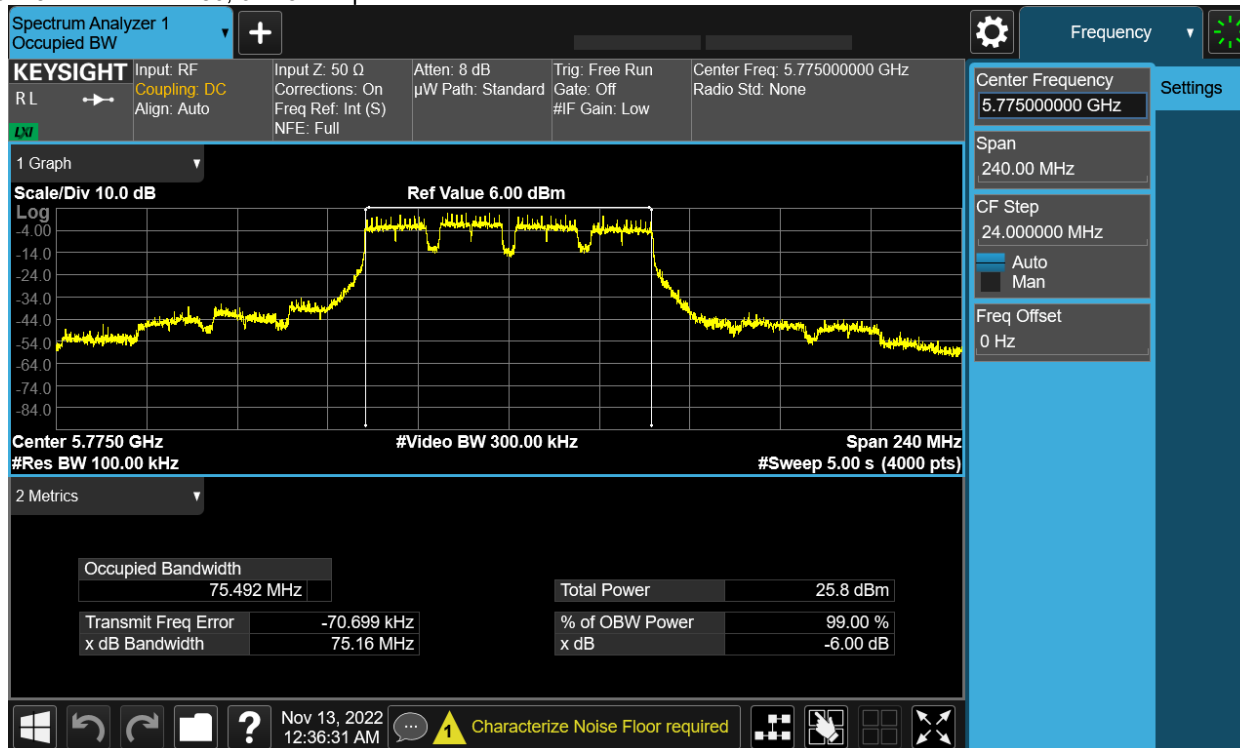 Spectrum Analyzer 1
Occupied BW
+
Frequency
KEYSIGHT
R L
LXI
Input: RF
Coupling: DC
Align: Auto
Input Z: 50 Ω
Corrections: On
Freq Ref: Int (S)
NFE: Full
Atten: 8 dB
µW Path: Standard
Trig: Free Run
Gate: Off
#IF Gain: Low
Center Freq: 5.775000000 GHz
Radio Std: None
Center Frequency
5.775000000 GHz
Settings
Span
240.00 MHz
CF Step
24.000000 MHz
Auto
Man
Freq Offset
0 Hz
1 Graph
Scale/Div 10.0 dB
Ref Value 6.00 dBm
Log
-4.00
-14.0
-24.0
-34.0
-44.0
-54.0
-64.0
-74.0
-84.0
Center 5.7750 GHz
#Video BW 300.00 kHz
Span 240 MHz
#Res BW 100.00 kHz
#Sweep 5.00 s (4000 pts)
2 Metrics
Occupied Bandwidth
75.492 MHz
Total Power 25.8 dBm
Transmit Freq Error -70.699 kHz
% of OBW Power 99.00 %
x dB Bandwidth 75.16 MHz
x dB -6.00 dB
?
Nov 13, 2022
12:36:31 AM
1
Characterize Noise Floor required